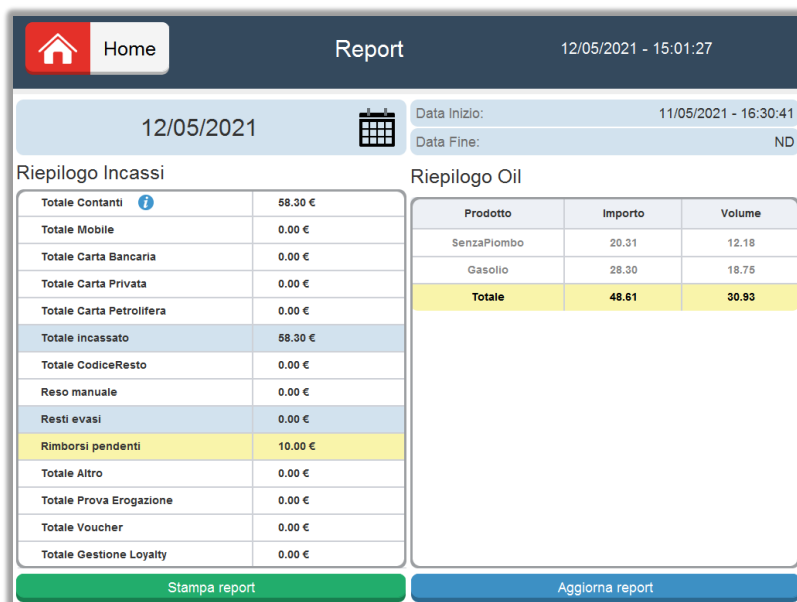 Home
Report
12/05/2021 - 15:01:27
12/05/2021
Data Inizio: 11/05/2021 - 16:30:41
Data Fine: ND
Riepilogo Incassi
Totale Contanti i 58.30 €
Totale Mobile 0.00 €
Totale Carta Bancaria 0.00 €
Totale Carta Privata 0.00 €
Totale Carta Petrolifera 0.00 €
Totale incassato 58.30 €
Totale CodiceResto 0.00 €
Reso manuale 0.00 €
Resti evasi 0.00 €
Rimborsi pendenti 10.00 €
Totale Altro 0.00 €
Totale Prova Erogazione 0.00 €
Totale Voucher 0.00 €
Totale Gestione Loyalty 0.00 €
Stampa report
Riepilogo Oil
Prodotto Importo Volume
SenzaPiombo 20.31 12.18
Gasolio 28.30 18.75
Totale 48.61 30.93
Aggiorna report